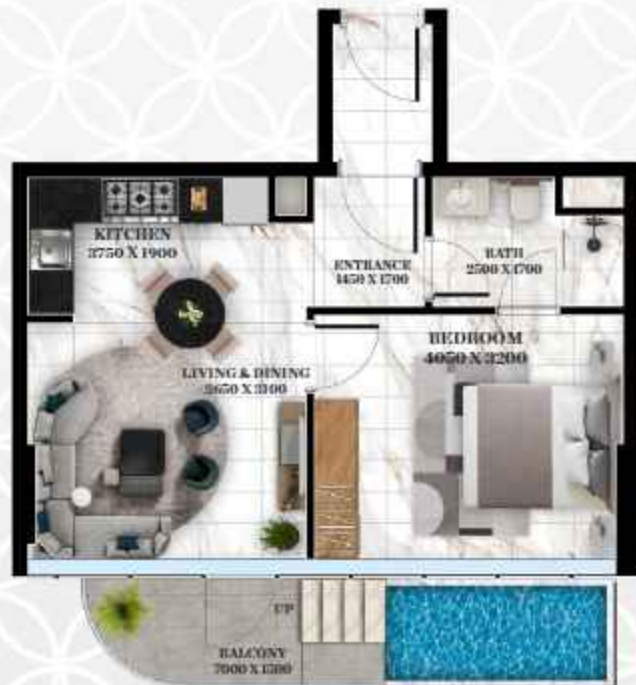 KITCHEN
3750 X 1900
ENTRANCE
1450 X 1700
BATH
2500 X 1700
BEDROOM
4050 X 3200
LIVING & DINING
3650 X 3100
UP
BALCONY
7000 X 1500